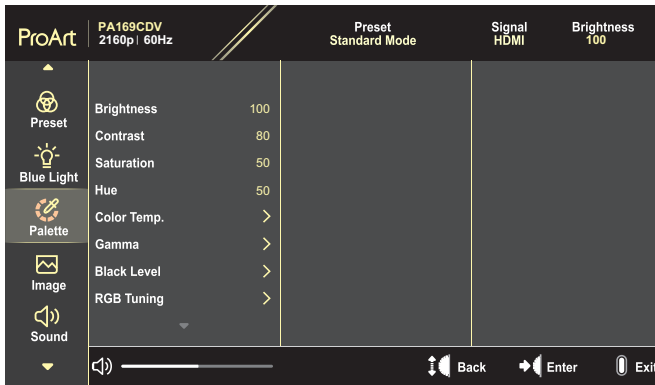 ProArt
PA169CDV
2160p | 60Hz
Preset
Standard Mode
Signal
HDMI
Brightness
100
Preset
Blue Light
Palette
Image
Sound
Brightness 100
Contrast 80
Saturation 50
Hue 50
Color Temp.
Gamma
Black Level
RGB Tuning
Back
Enter
Exit